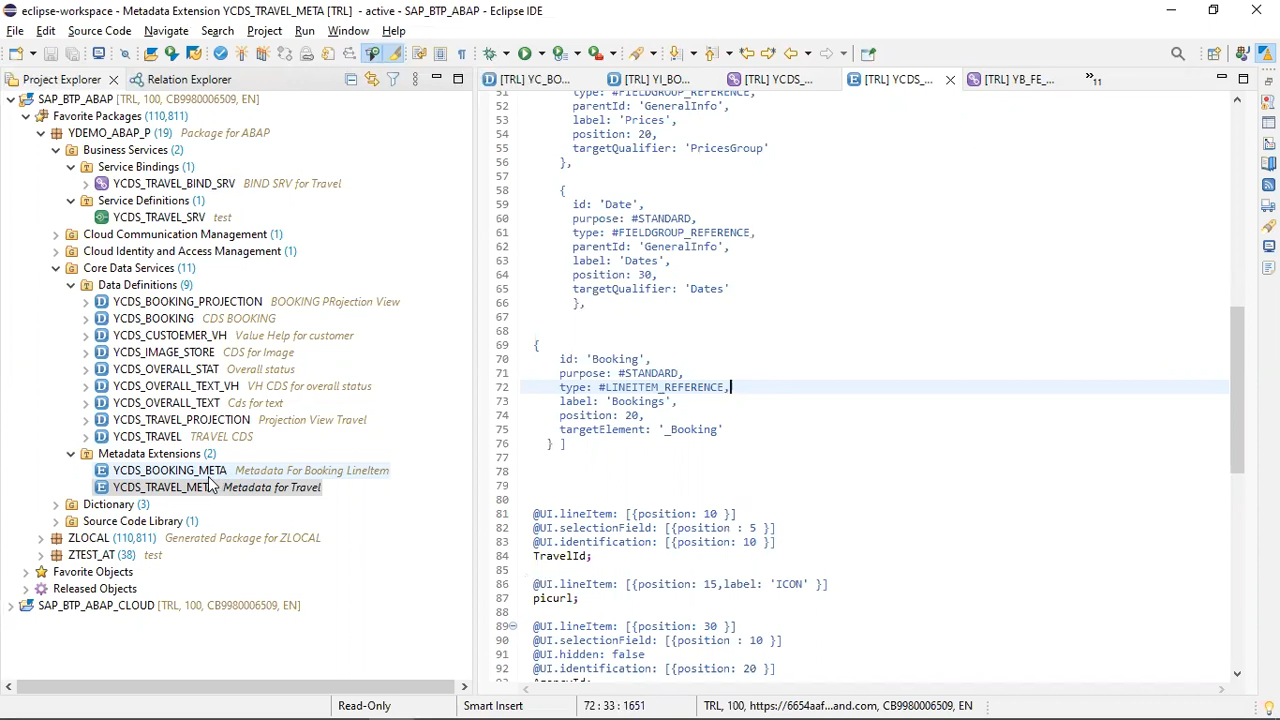 eclipse-workspace - Metadata Extension YCDS_TRAVEL_META [TRL] - active - SAP_BTP_ABAP - Eclipse IDE
File Edit Source Code Navigate Search Project Run Window Help
Project Explorer Relation Explorer
[TRL] YC_BO... [TRL] YI_BO... [TRL] YCDS_... [TRL] YCDS_... [TRL] YB_FE_... »11
SAP_BTP_ABAP [TRL, 100, CB9980006509, EN]
Favorite Packages (110,811)
YDEMO_ABAP_P (19) Package for ABAP
Business Services (2)
Service Bindings (1)
YCDS_TRAVEL_BIND_SRV BIND SRV for Travel
Service Definitions (1)
YCDS_TRAVEL_SRV test
Cloud Communication Management (1)
Cloud Identity and Access Management (1)
Core Data Services (11)
Data Definitions (9)
YCDS_BOOKING_PROJECTION BOOKING PRojection View
YCDS_BOOKING CDS BOOKING
YCDS_CUSTOEMER_VH Value Help for customer
YCDS_IMAGE_STORE CDS for Image
YCDS_OVERALL_STAT Overall status
YCDS_OVERALL_TEXT_VH VH CDS for overall status
YCDS_OVERALL_TEXT Cds for text
YCDS_TRAVEL_PROJECTION Projection View Travel
YCDS_TRAVEL TRAVEL CDS
Metadata Extensions (2)
YCDS_BOOKING_META Metadata For Booking LineItem
YCDS_TRAVEL_MET Metadata for Travel
Dictionary (3)
Source Code Library (1)
ZLOCAL (110,811) Generated Package for ZLOCAL
ZTEST_AT (38) test
Favorite Objects
Released Objects
SAP_BTP_ABAP_CLOUD [TRL, 100, CB9980006509, EN]
51 type: #FIELDGROUP_REFERENCE,
52 parentId: 'GeneralInfo',
53 label: 'Prices',
54 position: 20,
55 targetQualifier: 'PricesGroup'
56 },
57
58 {
59 id: 'Date',
60 purpose: #STANDARD,
61 type: #FIELDGROUP_REFERENCE,
62 parentId: 'GeneralInfo',
63 label: 'Dates',
64 position: 30,
65 targetQualifier: 'Dates'
66 },
67
68
69 {
70 id: 'Booking',
71 purpose: #STANDARD,
72 type: #LINEITEM_REFERENCE,
73 label: 'Bookings',
74 position: 20,
75 targetElement: '_Booking'
76 } ]
77
78
79
80
81 @UI.lineItem: [{position: 10 }]
82 @UI.selectionField: [{position : 5 }]
83 @UI.identification: [{position: 10 }]
84 TravelId;
85
86 @UI.lineItem: [{position: 15,label: 'ICON' }]
87 picurl;
88
89 @UI.lineItem: [{position: 30 }]
90 @UI.selectionField: [{position : 10 }]
91 @UI.hidden: false
92 @UI.identification: [{position: 20 }]
93 AgencyId;
Read-Only Smart Insert 72 : 33 : 1651 TRL, 100, https://6654aaf...and.com, CB9980006509, EN